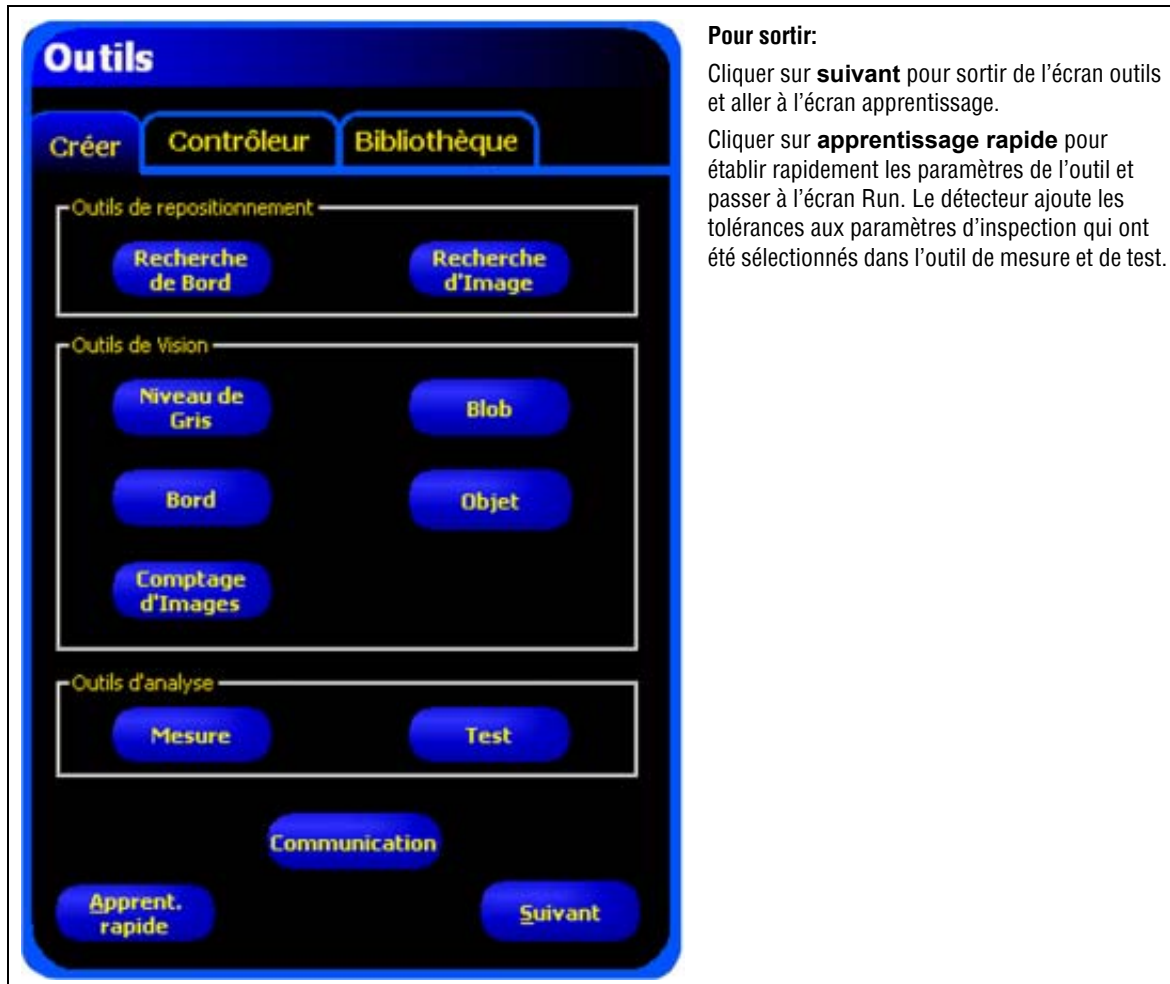 Outils
Créer
Contrôleur
Bibliothèque
Outils de repositionnement
Recherche
de Bord
Recherche
d'Image
Outils de Vision
Niveau de
Gris
Blob
Bord
Objet
Comptage
d'Images
Outils d'analyse
Mesure
Test
Communication
Apprent.
rapide
Suivant
Pour sortir:
Cliquer sur suivant pour sortir de l’écran outils
et aller à l’écran apprentissage.
Cliquer sur apprentissage rapide pour
établir rapidement les paramètres de l’outil et
passer à l’écran Run. Le détecteur ajoute les
tolérances aux paramètres d’inspection qui ont
été sélectionnés dans l’outil de mesure et de test.